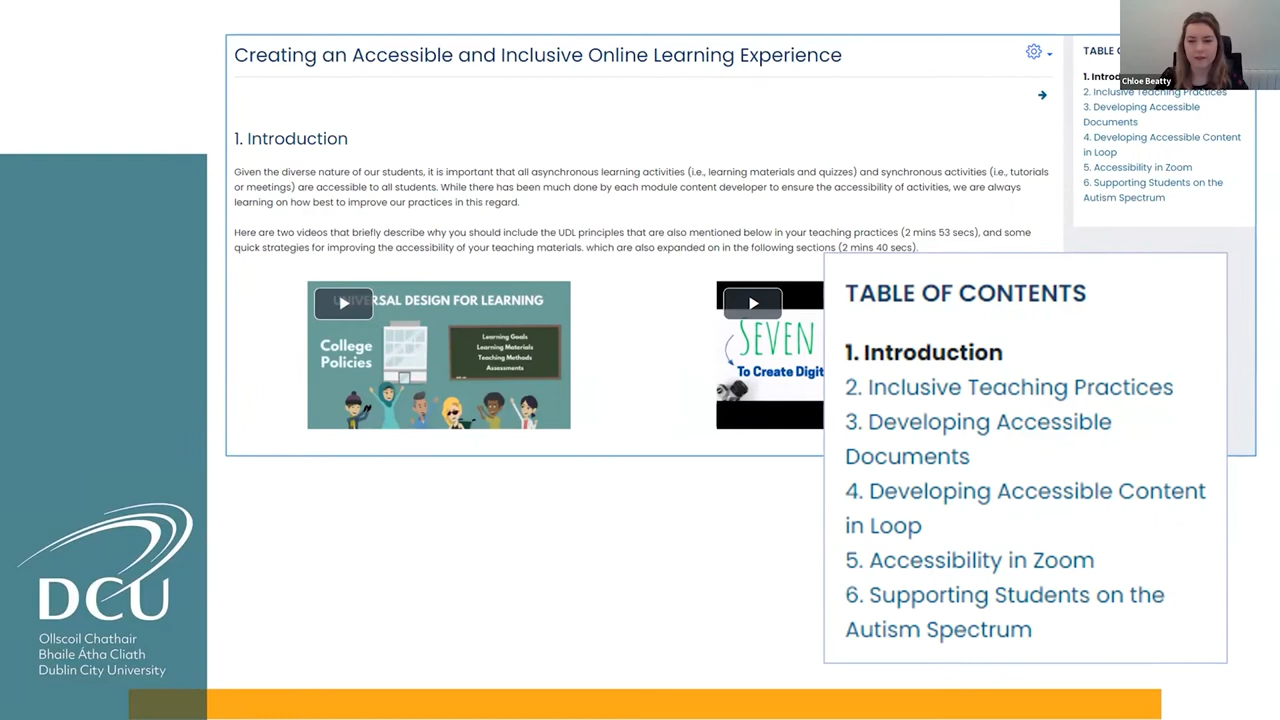 Creating an Accessible and Inclusive Online Learning Experience
1. Introduction
Given the diverse nature of our students, it is important that all asynchronous learning activities (i.e., learning materials and quizzes) and synchronous activities (i.e., tutorials
or meetings) are accessible to all students. While there has been much done by each module content developer to ensure the accessibility of activities, we are always
learning on how best to improve our practices in this regard.
Here are two videos that briefly describe why you should include the UDL principles that are also mentioned below in your teaching practices (2 mins 53 secs), and some
quick strategies for improving the accessibility of your teaching materials. which are also expanded on in the following sections (2 mins 40 secs).
UNIVERSAL DESIGN FOR LEARNING
College
Policies
Learning Goals
Learning Materials
Teaching Methods
Assessments
SEVEN
To Create Digit
TABLE
1. Introd
2. Inclusive Teaching Practices
3. Developing Accessible
Documents
4. Developing Accessible Content
in Loop
5. Accessibility in Zoom
6. Supporting Students on the
Autism Spectrum
Chloe Beatty
TABLE OF CONTENTS
1. Introduction
2. Inclusive Teaching Practices
3. Developing Accessible
Documents
4. Developing Accessible Content
in Loop
5. Accessibility in Zoom
6. Supporting Students on the
Autism Spectrum
DCU
Ollscoil Chathair
Bhaile Átha Cliath
Dublin City University